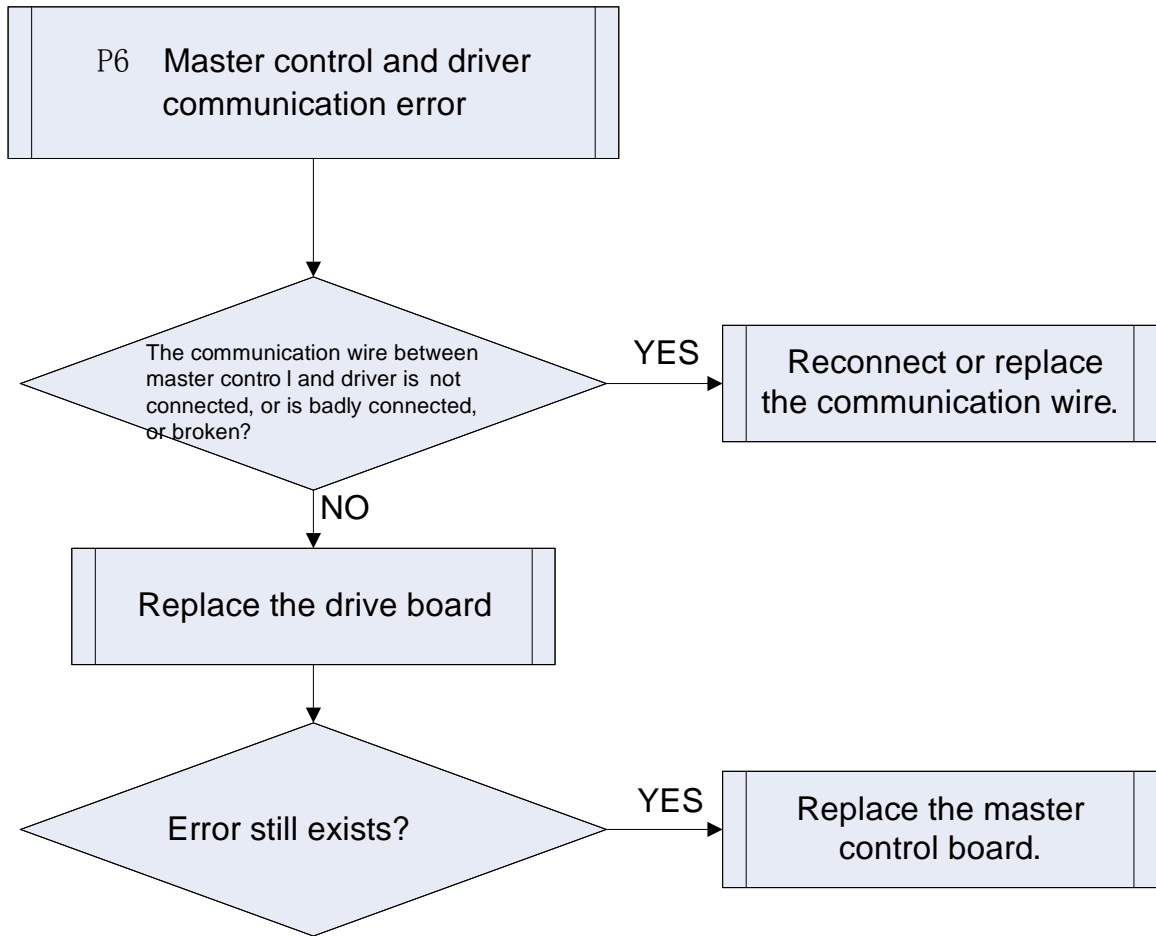 P6 Master control and driver
communication error
The communication wire between
master contro l and driver is not
connected, or is badly connected,
or broken?
YES
Reconnect or replace
the communication wire.
NO
Replace the drive board
Error still exists?
YES
Replace the master
control board.